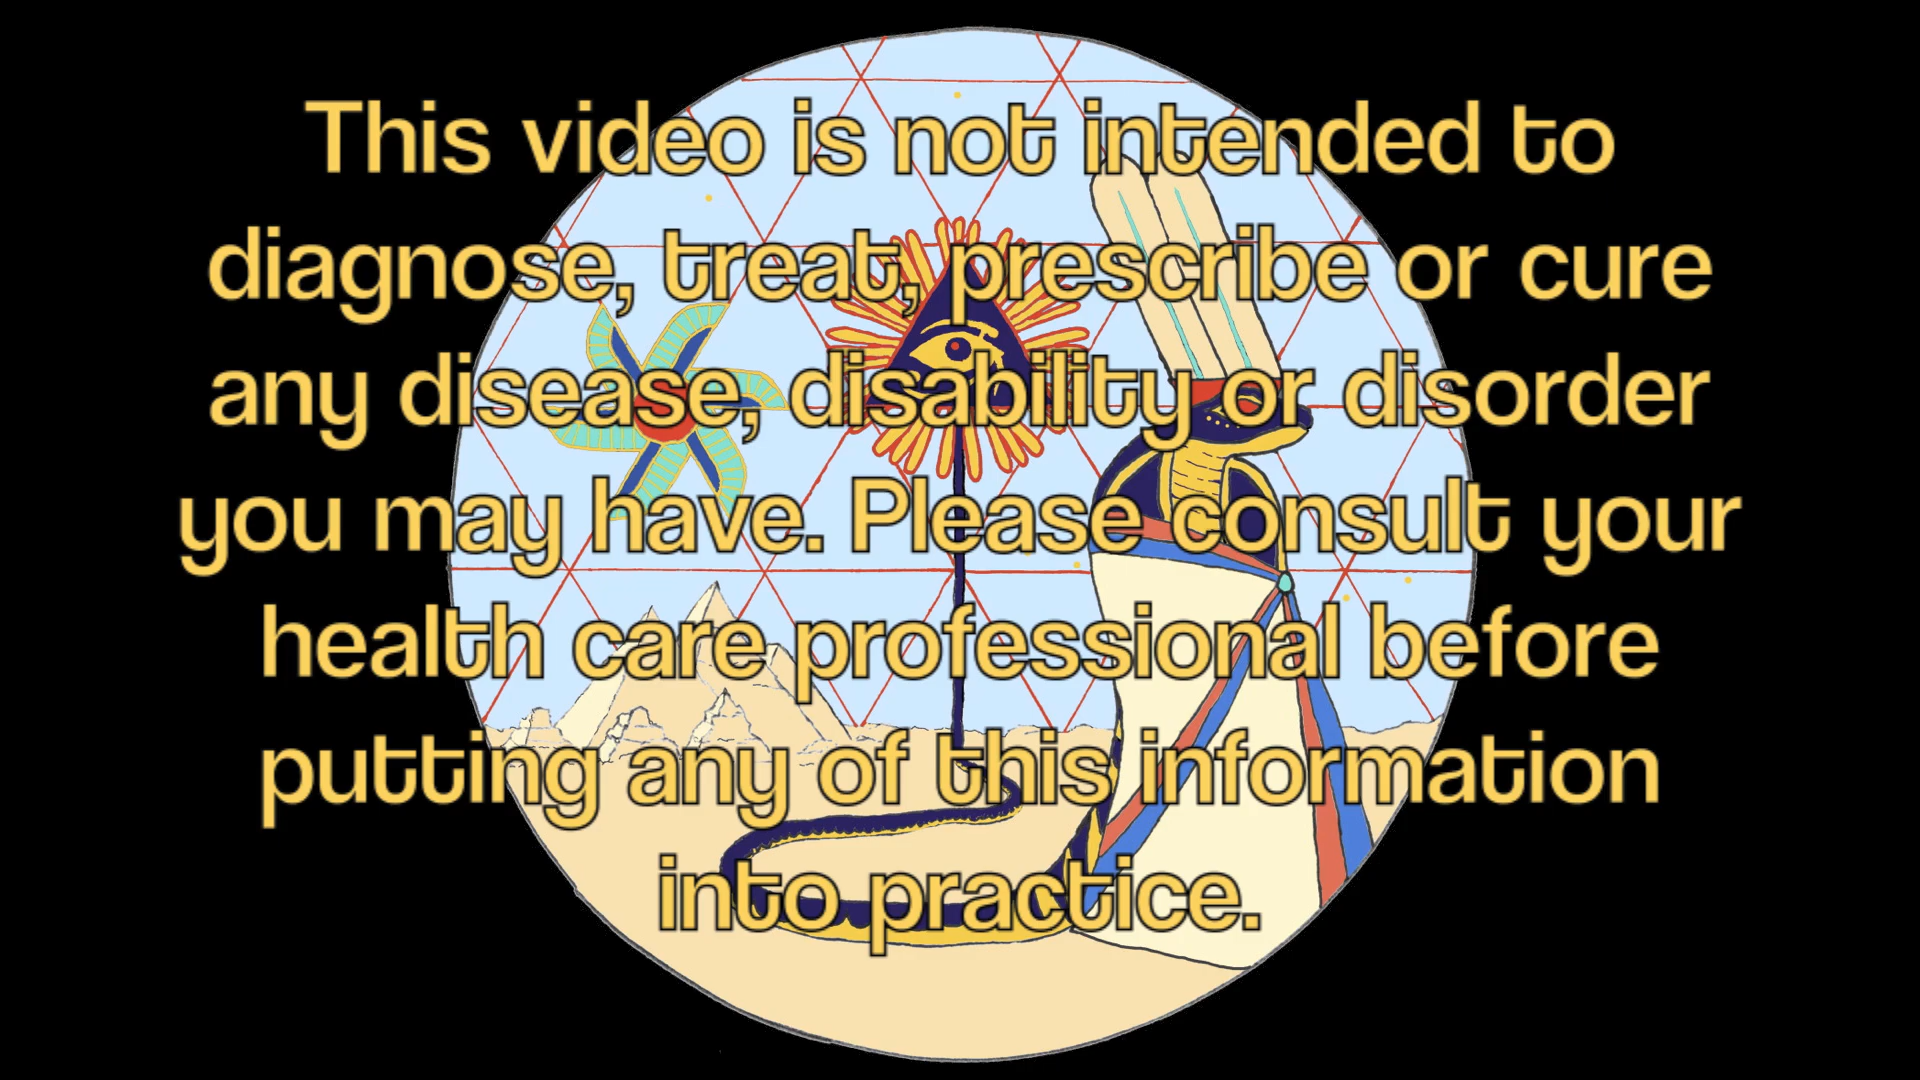 This video is not intended to
diagnose, treat, prescribe or cure
any disease, disability or disorder
you may have. Please consult your
health care professional before
putting any of this information
into practice.